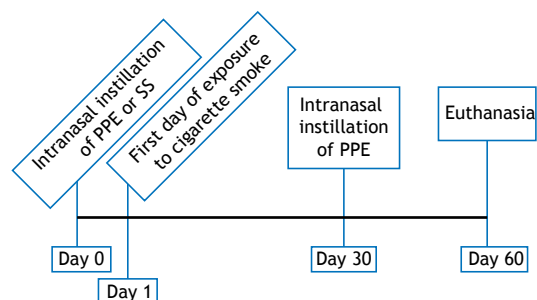 Intranasal instillation
of PPE or SS
First day of exposure
to cigarette smoke
Intranasal
instillation
of PPE
Euthanasia
Day 0
Day 1
Day 30
Day 60